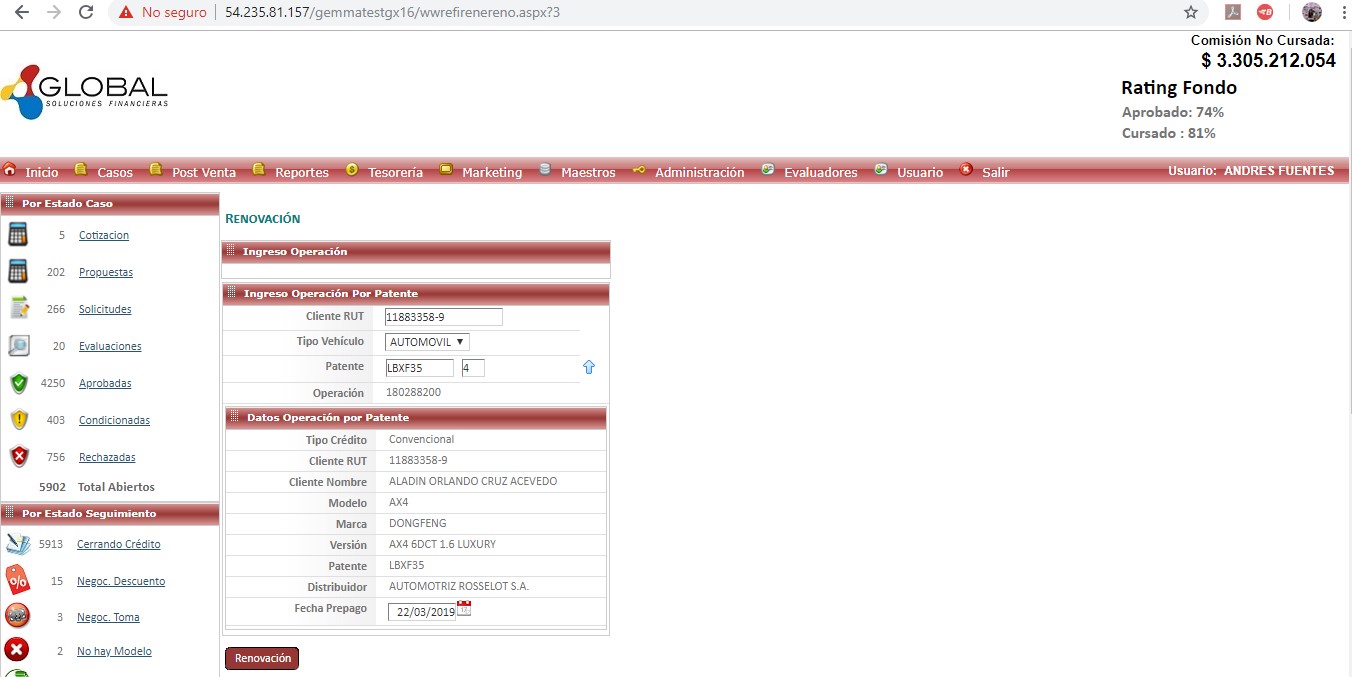 No seguro | 54.235.81.157/gemmatestgx16/wwrefirenereno.aspx?3
Comisión No Cursada:
$ 3.305.212.054
GLOBAL
SOLUCIONES FINANCIERAS
Rating Fondo
Aprobado: 74%
Cursado : 81%
Inicio Casos Post Venta Reportes Tesorería Marketing Maestros Administración Evaluadores Usuario Salir Usuario: ANDRES FUENTES
Por Estado Caso
5 Cotizacion
202 Propuestas
266 Solicitudes
20 Evaluaciones
4250 Aprobadas
403 Condicionadas
756 Rechazadas
5902 Total Abiertos
Por Estado Seguimiento
5913 Cerrando Crédito
% 15 Negoc. Descuento
3 Negoc. Toma
2 No hay Modelo
RENOVACIÓN
Ingreso Operación
Ingreso Operación Por Patente
Cliente RUT 11883358-9
Tipo Vehículo AUTOMOVIL
Patente LBXF35 4
Operación 180288200
Datos Operación por Patente
Tipo Crédito Convencional
Cliente RUT 11883358-9
Cliente Nombre ALADIN ORLANDO CRUZ ACEVEDO
Modelo AX4
Marca DONGFENG
Versión AX4 6DCT 1.6 LUXURY
Patente LBXF35
Distribuidor AUTOMOTRIZ ROSSELOT S.A.
Fecha Prepago 22/03/2019
Renovación